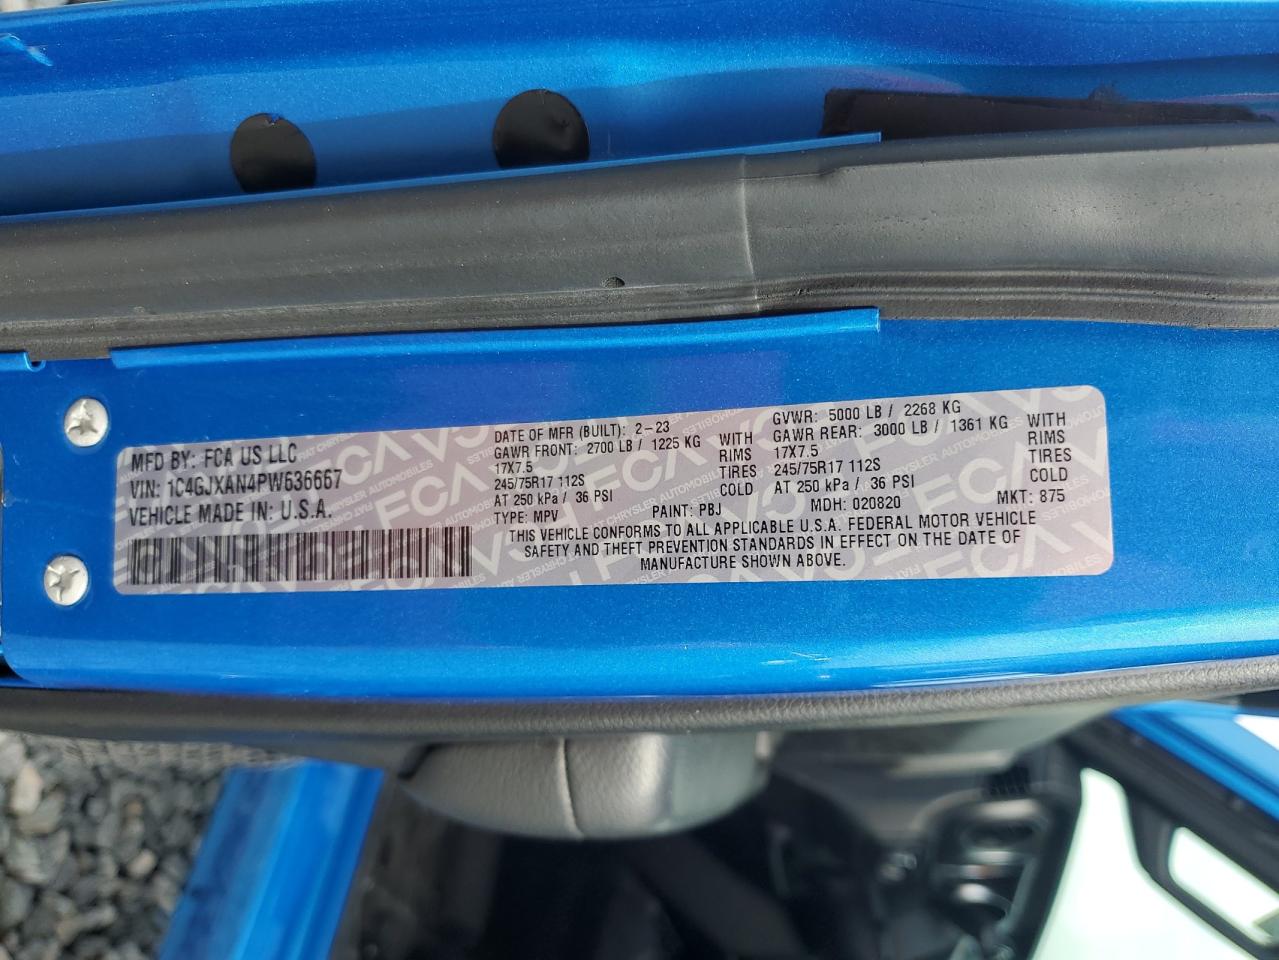 MFD BY: FCA US LLC
VIN: 1C4GJXAN4PW636667
VEHICLE MADE IN: U.S.A.
DATE OF MFR (BUILT): 2-23
GAWR FRONT: 2700 LB / 1225 KG WITH
17X7.5 RIMS
245/75R17 112S TIRES
AT 250 kPa / 36 PSI COLD
TYPE: MPV PAINT: PBJ
GVWR: 5000 LB / 2268 KG
GAWR REAR: 3000 LB / 1361 KG WITH
17X7.5 RIMS
245/75R17 112S TIRES
AT 250 kPa / 36 PSI COLD
MDH: 020820 MKT: 875
THIS VEHICLE CONFORMS TO ALL APPLICABLE U.S.A. FEDERAL MOTOR VEHICLE
SAFETY AND THEFT PREVENTION STANDARDS IN EFFECT ON THE DATE OF
MANUFACTURE SHOWN ABOVE.